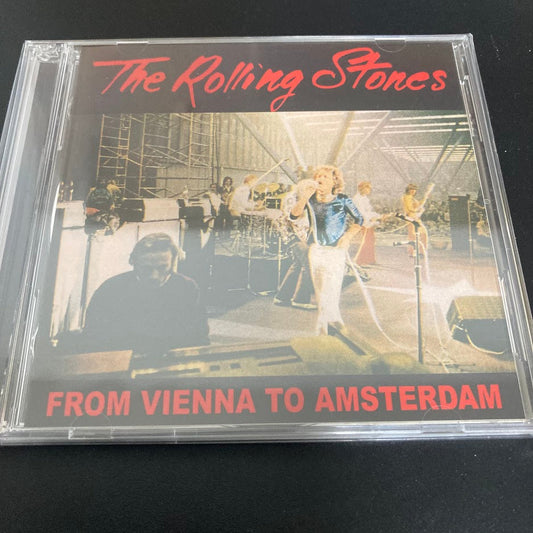 The Rolling Stones
FROM VIENNA TO AMSTERDAM